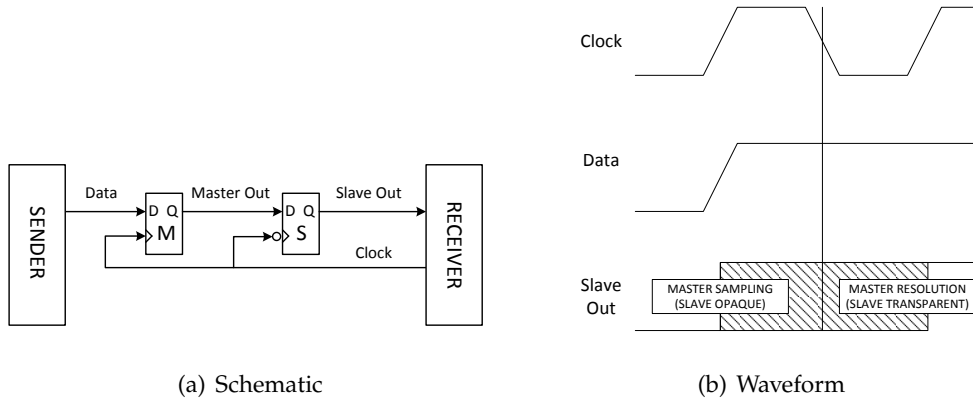 SENDER
Data
Master Out
Slave Out
D Q
M
D Q
S
Clock
RECEIVER
(a) Schematic
Clock
Data
Slave
Out
MASTER SAMPLING
(SLAVE OPAQUE)
MASTER RESOLUTION
(SLAVE TRANSPARENT)
(b) Waveform